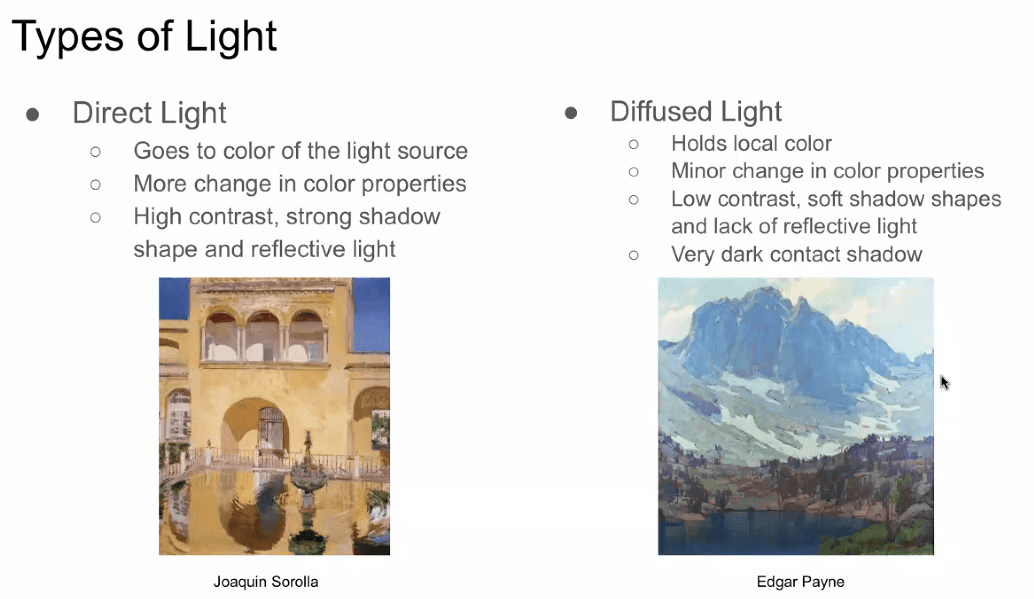 Types of Light
● Direct Light
○ Goes to color of the light source
○ More change in color properties
○ High contrast, strong shadow
shape and reflective light
Joaquin Sorolla
● Diffused Light
○ Holds local color
○ Minor change in color properties
○ Low contrast, soft shadow shapes
and lack of reflective light
○ Very dark contact shadow
Edgar Payne